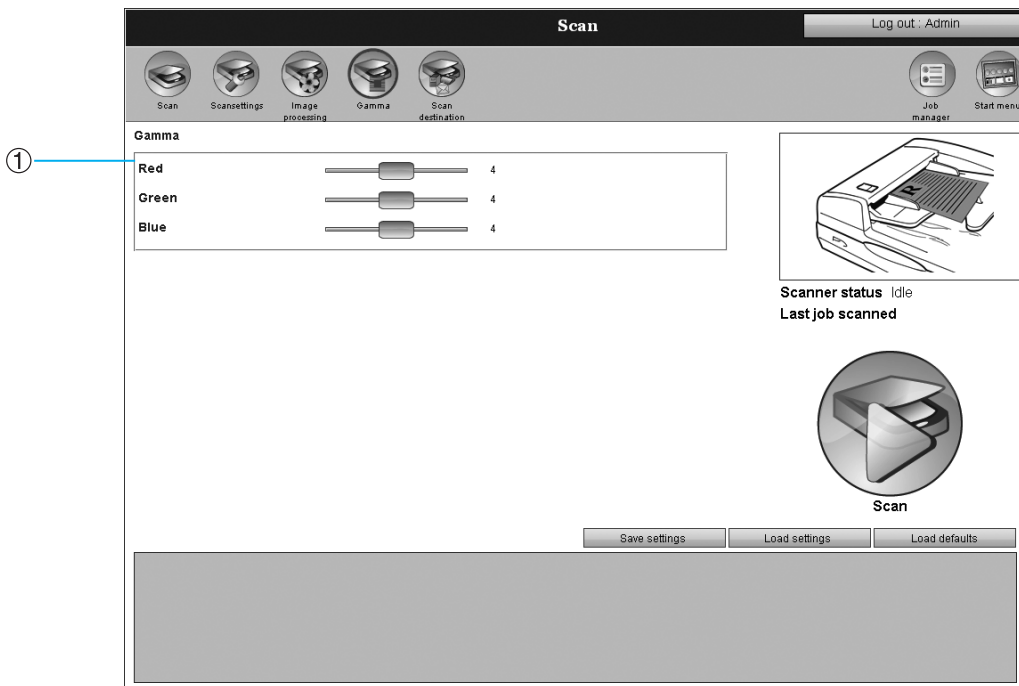 Scan
Log out : Admin
Scan
Scansettings
Image processing
Gamma
Scan destination
Job manager
Start menu
Gamma
①
Red 4
Green 4
Blue 4
R
Scanner status Idle
Last job scanned
Scan
Save settings
Load settings
Load defaults